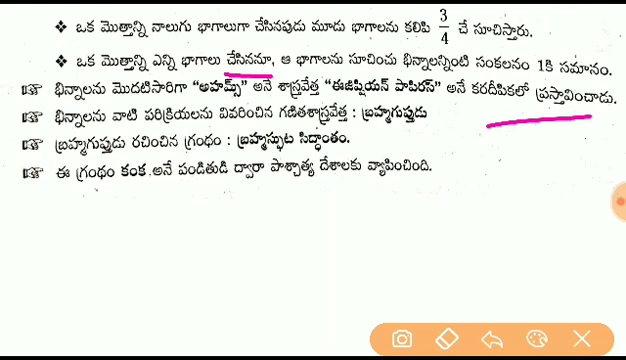 ❖ ఒక మొత్తాన్ని నాలుగు భాగాలుగా చేసినపుడు మూడు భాగాలను కలిపి 3/4 చే సూచిస్తారు.
❖ ఒక మొత్తాన్ని ఎన్ని భాగాలు చేసిననూ, ఆ భాగాలను సూచించు భిన్నాలన్నింటి సంకలనం 1కి సమానం.
☞ భిన్నాలను మొదటిసారిగా "అహమ్స్" అనే శాస్త్రవేత్త "ఈజిప్షియన్ పాపిరస్" అనే కరదీపికలో ప్రస్తావించాడు.
☞ భిన్నాలను వాటి పరిక్రియలను వివరించిన గణితశాస్త్రవేత్త : బ్రహ్మగుప్తుడు
☞ బ్రహ్మగుప్తుడు రచించిన గ్రంథం : బ్రహ్మస్ఫుట సిద్ధాంతం.
☞ ఈ గ్రంథం కంక అనే పండితుడి ద్వారా పాశ్చాత్య దేశాలకు వ్యాపించింది.